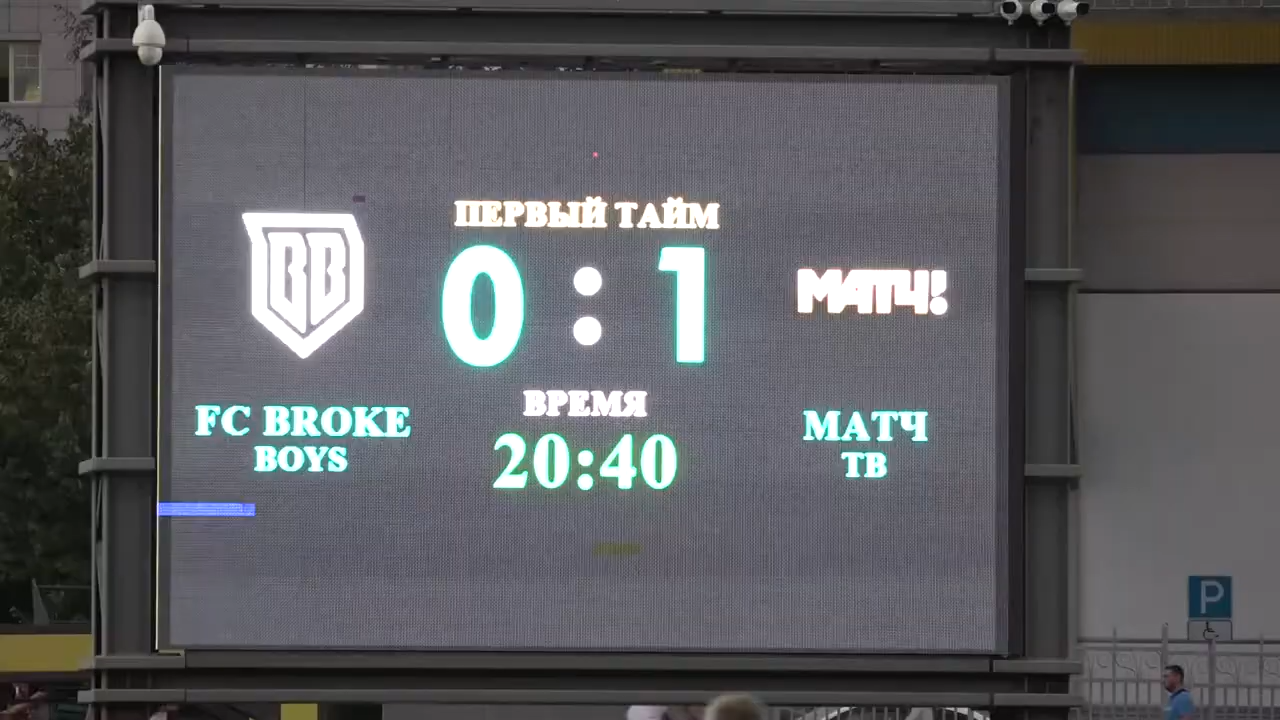 ПЕРВЫЙ ТАЙМ
BB
0 : 1
МАТЧ!
ВРЕМЯ
20:40
FC BROKE
BOYS
МАТЧ
ТВ
P